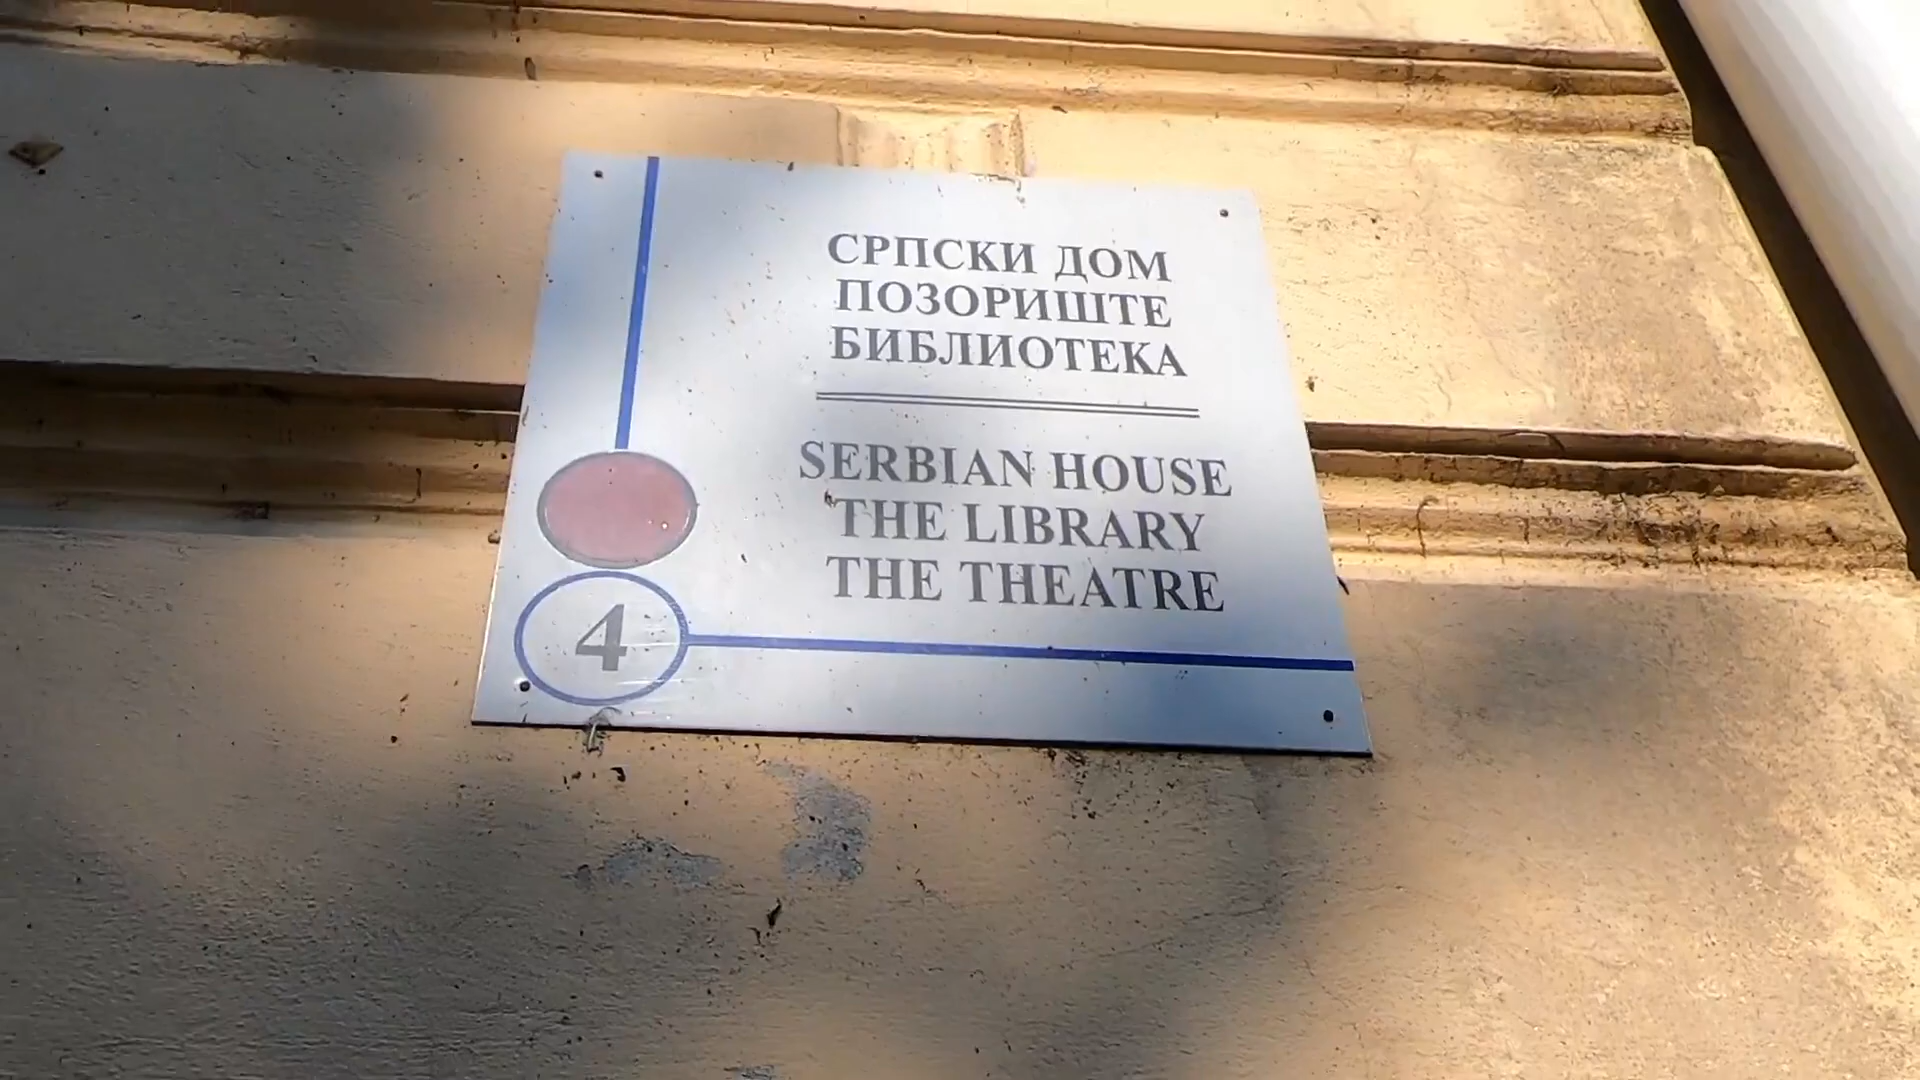 СРПСКИ ДОМ
ПОЗОРИШТЕ
БИБЛИОТЕКА
SERBIAN HOUSE
THE LIBRARY
THE THEATRE
4